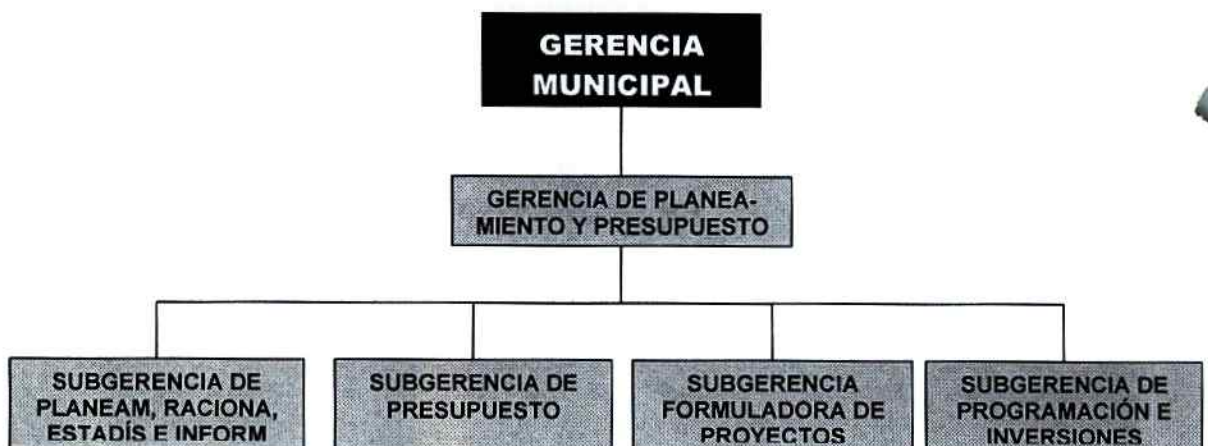 GERENCIA
MUNICIPAL
GERENCIA DE PLANEA-
MIENTO Y PRESUPUESTO
SUBGERENCIA DE
PLANEAM, RACIONA,
ESTADÍS E INFORM
SUBGERENCIA DE
PRESUPUESTO
SUBGERENCIA
FORMULADORA DE
PROYECTOS
SUBGERENCIA DE
PROGRAMACIÓN E
INVERSIONES